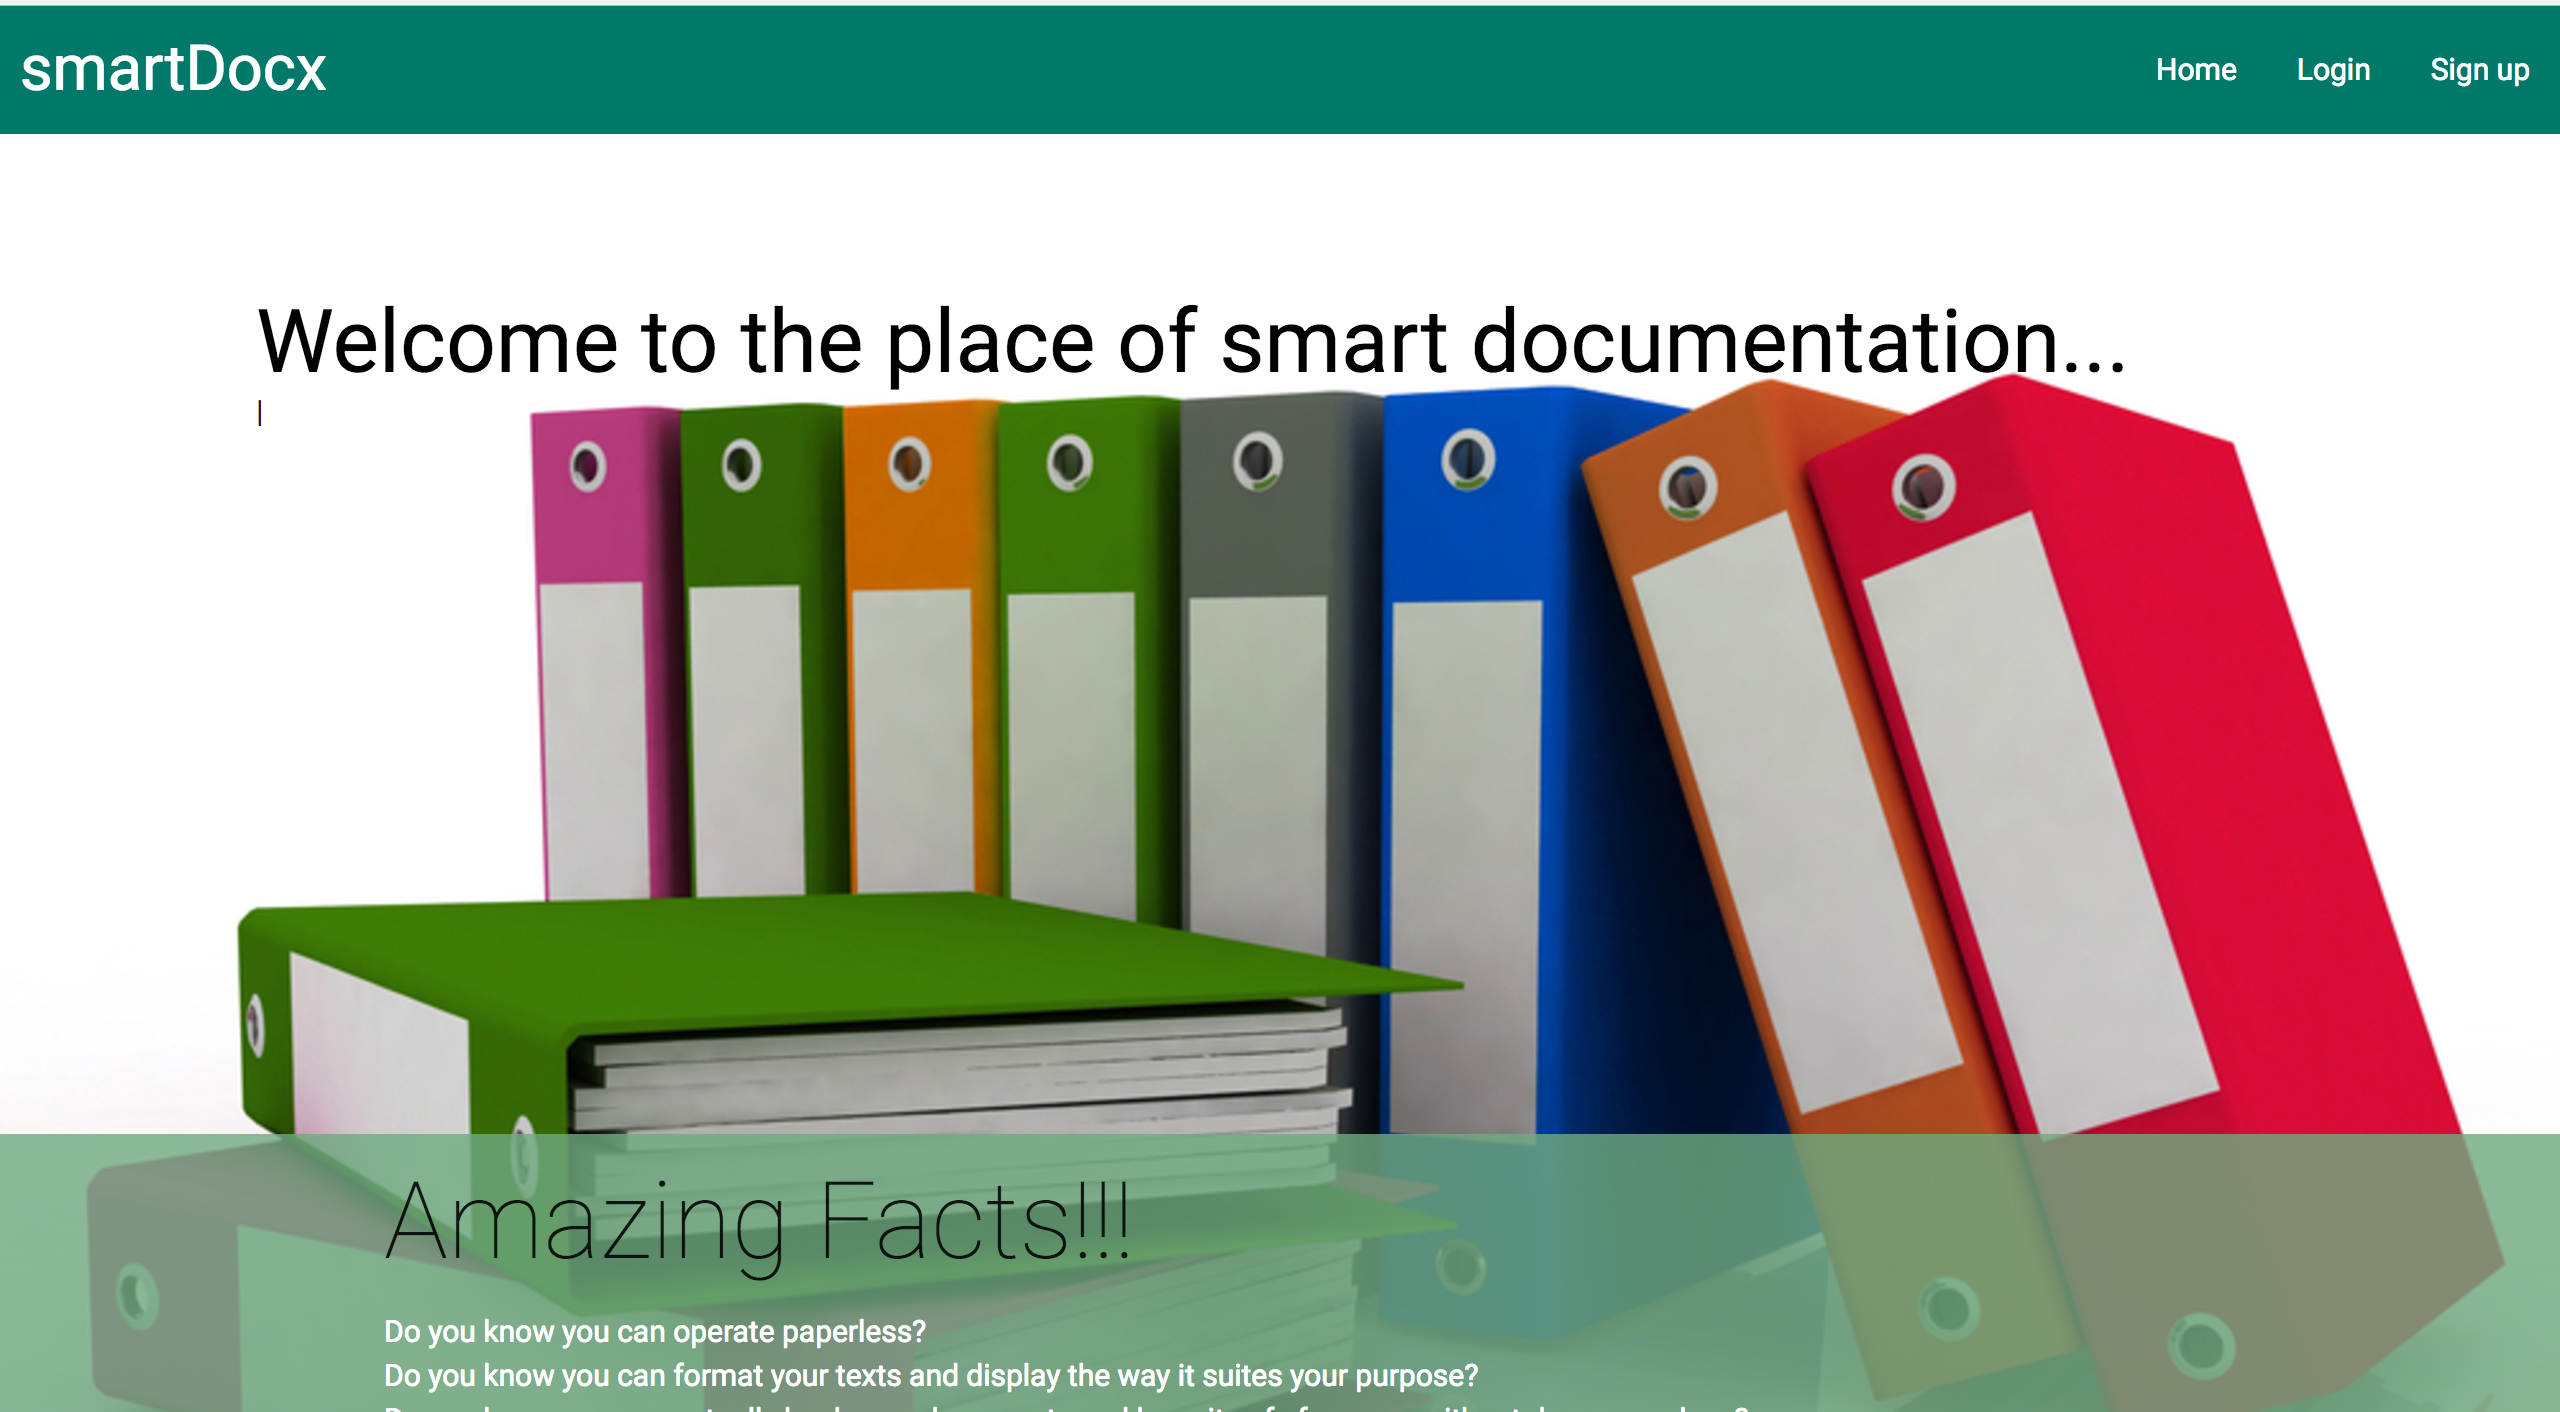 smartDocx
Home Login Sign up
Welcome to the place of smart documentation...
|
Amazing Facts!!!
Do you know you can operate paperless?
Do you know you can format your texts and display the way it suites your purpose?